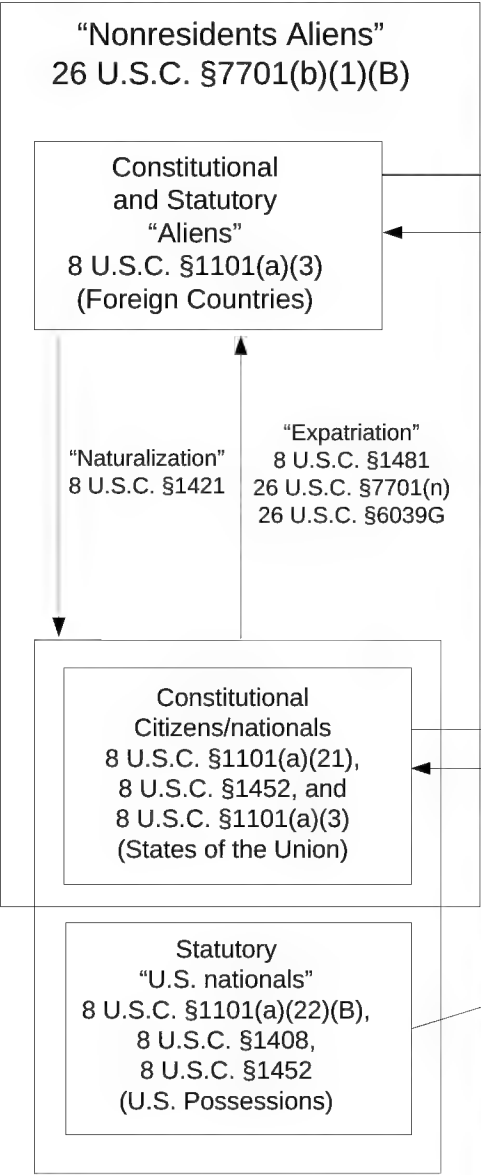 “Nonresidents Aliens”
26 U.S.C. §7701(b)(1)(B)
Constitutional
and Statutory
“Aliens”
8 U.S.C. §1101(a)(3)
(Foreign Countries)
“Naturalization”
8 U.S.C. §1421
“Expatriation”
8 U.S.C. §1481
26 U.S.C. §7701(n)
26 U.S.C. §6039G
Constitutional
Citizens/nationals
8 U.S.C. §1101(a)(21),
8 U.S.C. §1452, and
8 U.S.C. §1101(a)(3)
(States of the Union)
Statutory
“U.S. nationals”
8 U.S.C. §1101(a)(22)(B),
8 U.S.C. §1408,
8 U.S.C. §1452
(U.S. Possessions)